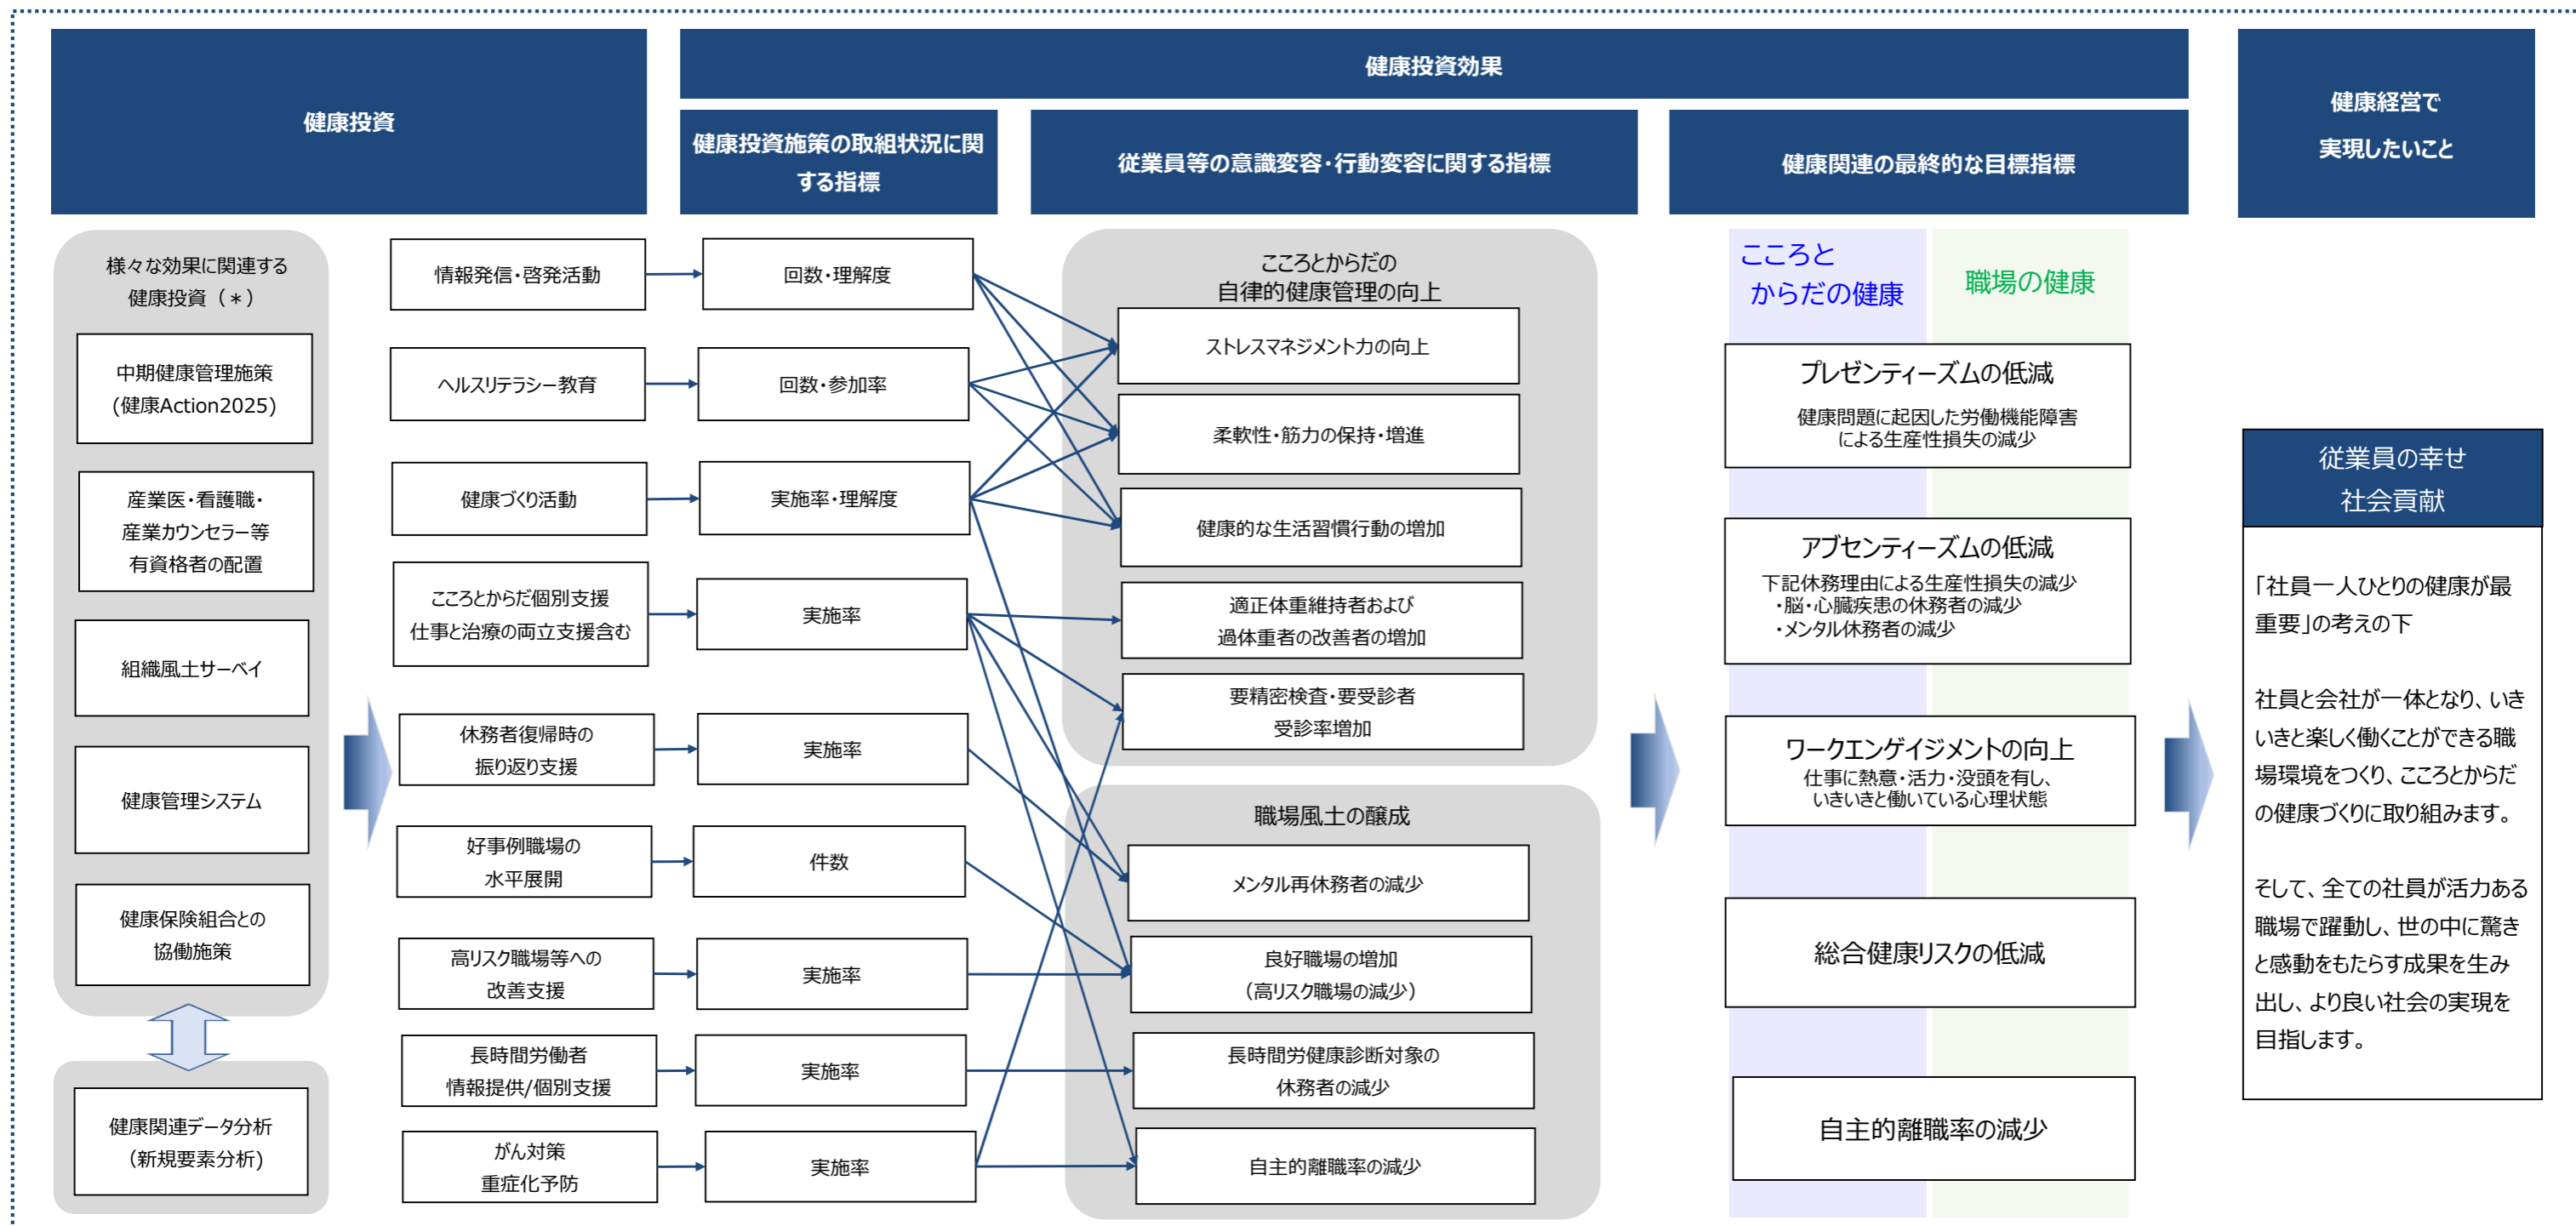 健康投資
健康投資効果
健康経営で
実現したいこと
健康投資施策の取組状況に関
する指標
従業員等の意識変容・行動変容に関する指標
健康関連の最終的な目標指標
様々な効果に関連する
健康投資（＊）
中期健康管理施策
(健康Action2025)
産業医・看護職・
産業カウンセラー等
有資格者の配置
組織風土サーベイ
健康管理システム
健康保険組合との
協働施策
健康関連データ分析
（新規要素分析)
情報発信・啓発活動
ヘルスリテラシー教育
健康づくり活動
こころとからだ個別支援
仕事と治療の両立支援含む
休務者復帰時の
振り返り支援
好事例職場の
水平展開
高リスク職場等への
改善支援
長時間労働者
情報提供/個別支援
がん対策
重症化予防
回数・理解度
回数・参加率
実施率・理解度
実施率
実施率
件数
実施率
実施率
実施率
こころとからだの
自律的健康管理の向上
ストレスマネジメント力の向上
柔軟性・筋力の保持・増進
健康的な生活習慣行動の増加
適正体重維持者および
過体重者の改善者の増加
要精密検査・要受診者
受診率増加
職場風土の醸成
メンタル再休務者の減少
良好職場の増加
（高リスク職場の減少）
長時間労健康診断対象の
休務者の減少
自主的離職率の減少
こころと
からだの健康
職場の健康
プレゼンティーズムの低減
健康問題に起因した労働機能障害
による生産性損失の減少
アブセンティーズムの低減
下記休務理由による生産性損失の減少
・脳・心臓疾患の休務者の減少
・メンタル休務者の減少
ワークエンゲイジメントの向上
仕事に熱意・活力・没頭を有し、
いきいきと働いている心理状態
総合健康リスクの低減
自主的離職率の減少
従業員の幸せ
社会貢献
「社員一人ひとりの健康が最
重要」の考えの下
社員と会社が一体となり、いき
いきと楽しく働くことができる職
場環境をつくり、こころとからだ
の健康づくりに取り組みます。
そして、全ての社員が活力ある
職場で躍動し、世の中に驚き
と感動をもたらす成果を生み
出し、より良い社会の実現を
目指します。